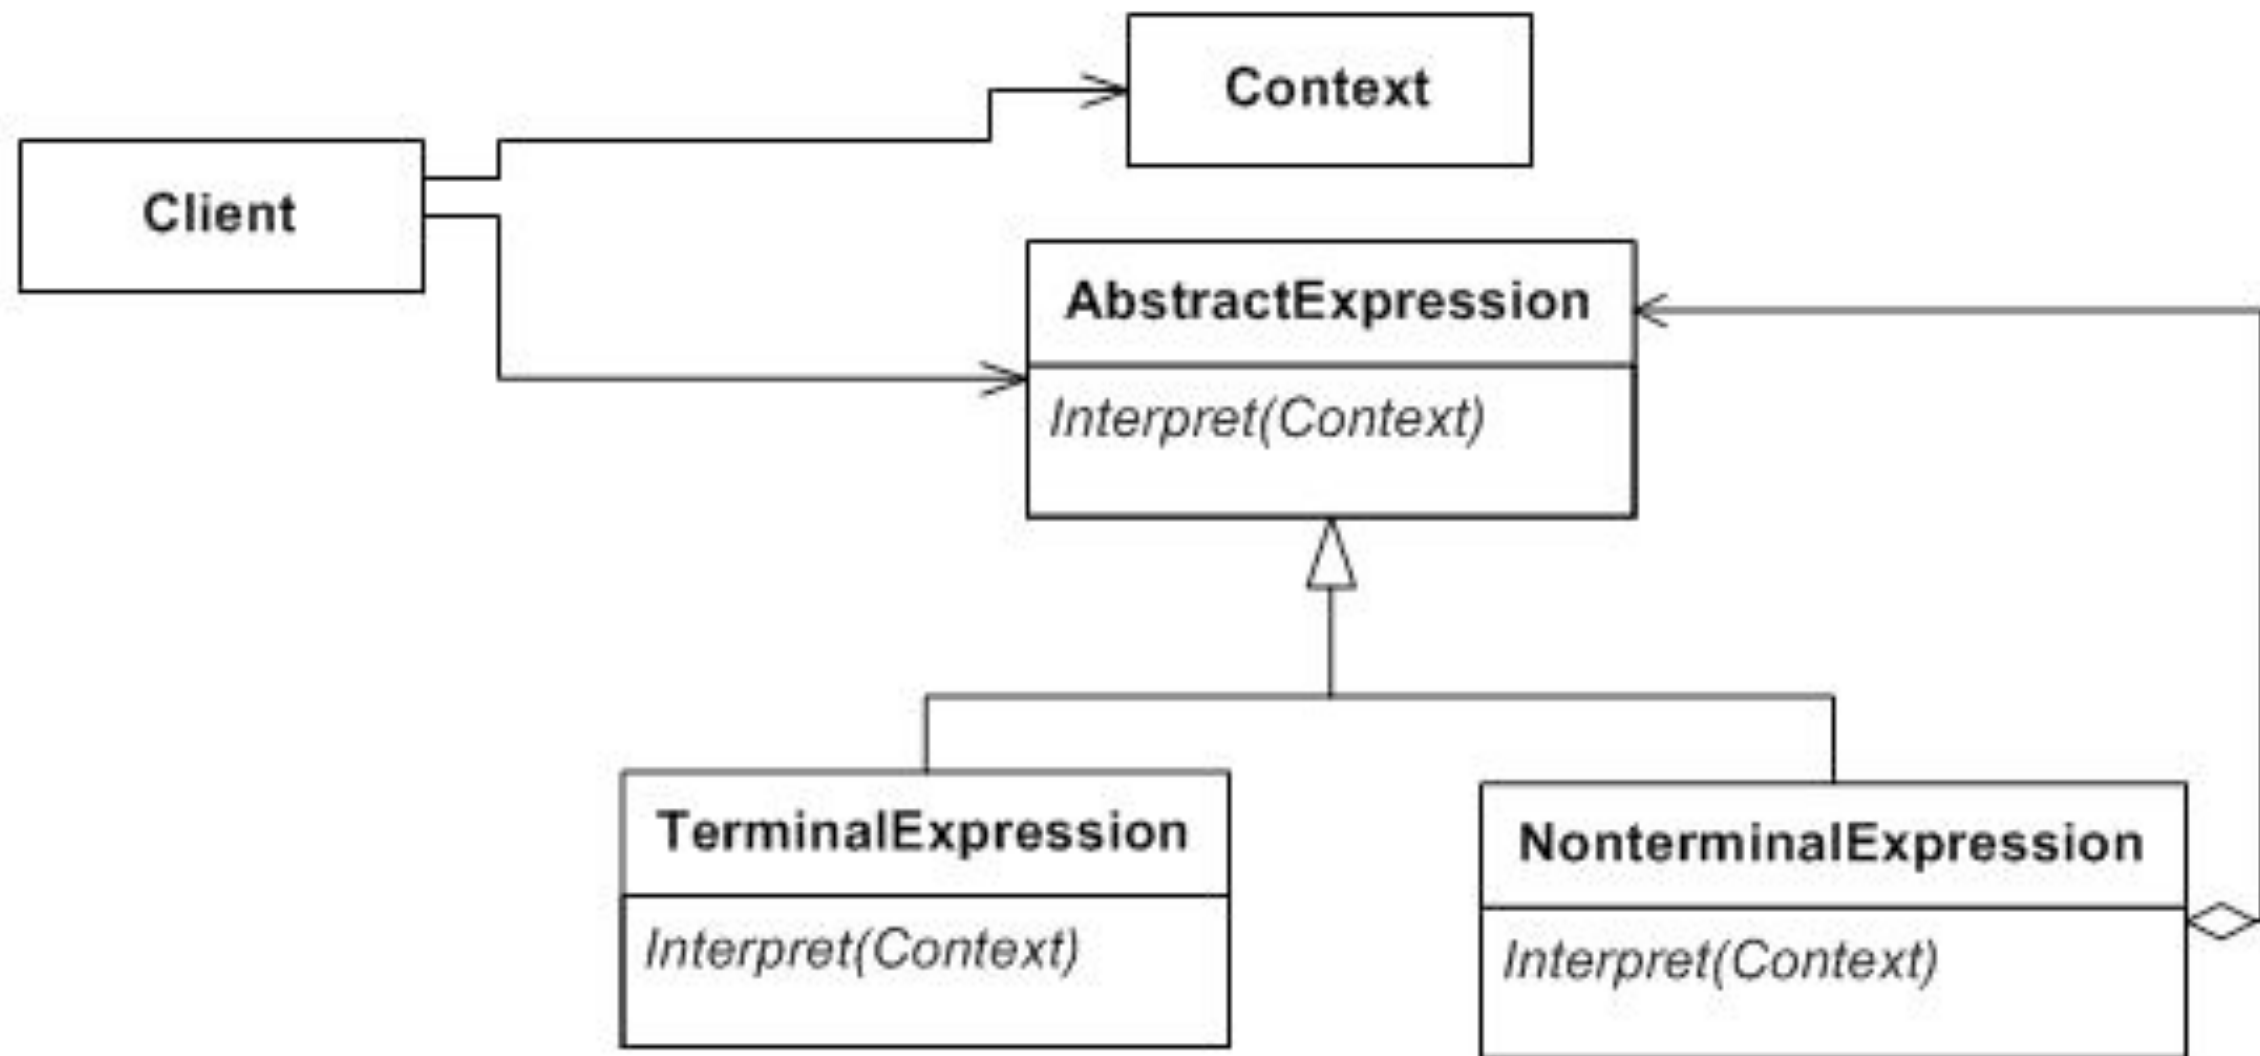 Context
Client
AbstractExpression
Interpret(Context)
TerminalExpression
Interpret(Context)
NonterminalExpression
Interpret(Context)